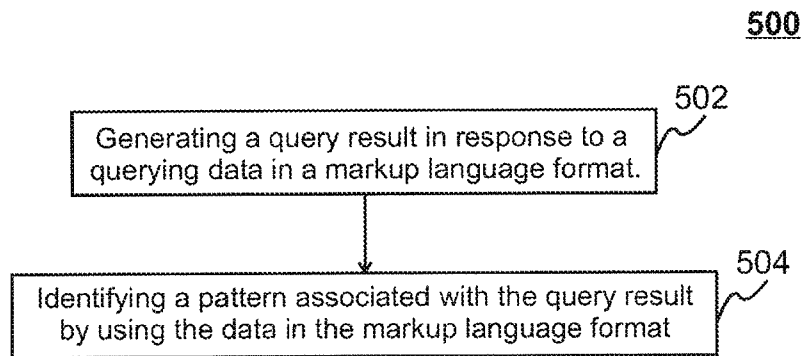 500
502
Generating a query result in response to a
querying data in a markup language format.
504
Identifying a pattern associated with the query result
by using the data in the markup language format